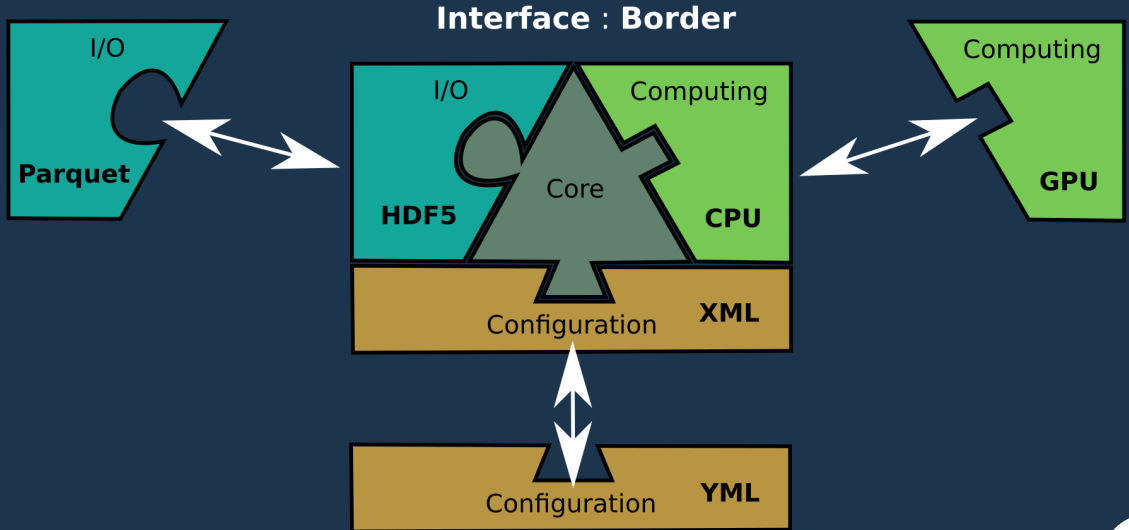 Interface : Border
I/O
Parquet
I/O
HDF5
Core
Computing
CPU
Computing
GPU
Configuration
XML
Configuration
YML